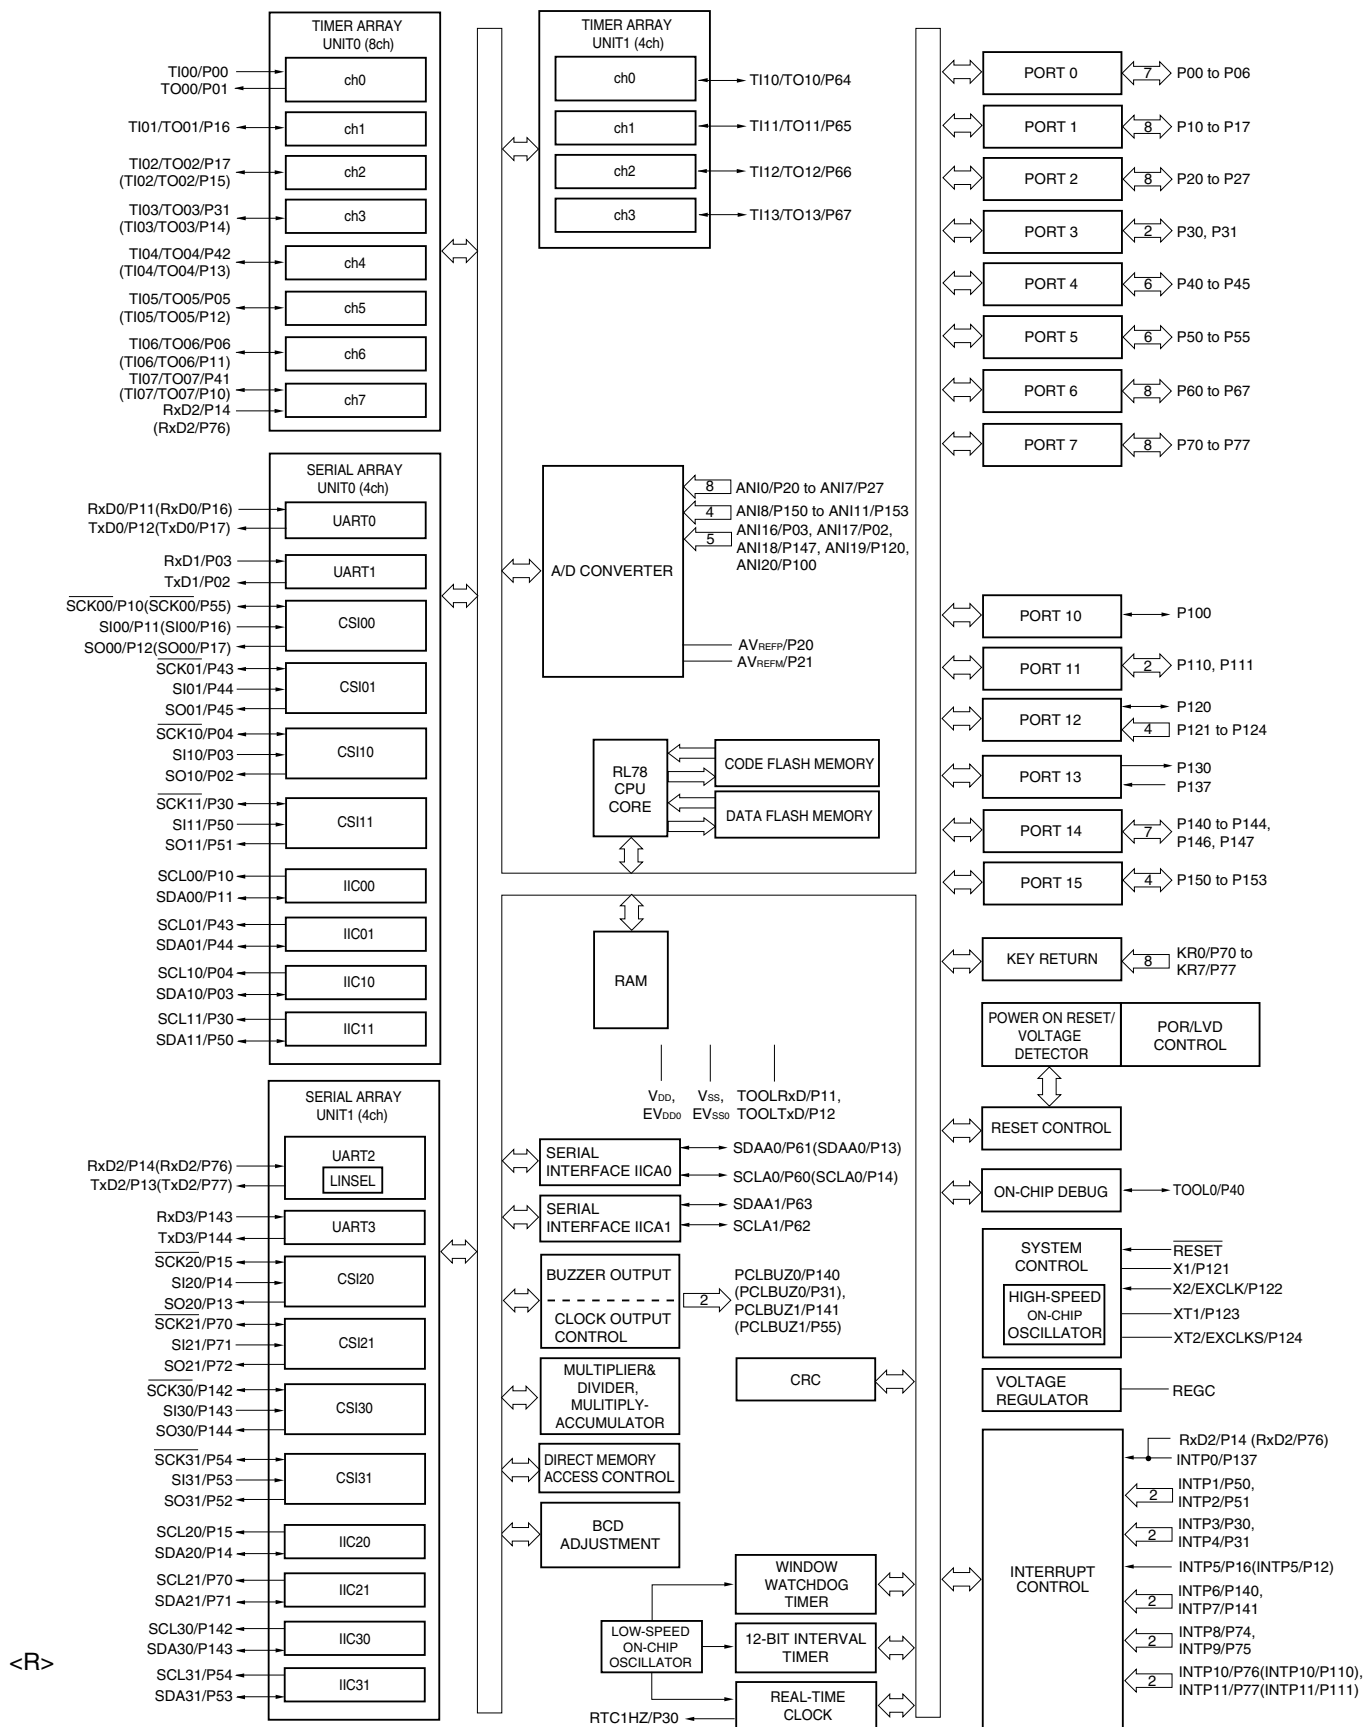 TIMER ARRAY
UNIT0 (8ch)
TI00/P00
TO00/P01
ch0
TI01/TO01/P16
ch1
TI02/TO02/P17
(TI02/TO02/P15)
ch2
TI03/TO03/P31
(TI03/TO03/P14)
ch3
TI04/TO04/P42
(TI04/TO04/P13)
ch4
TI05/TO05/P05
(TI05/TO05/P12)
ch5
TI06/TO06/P06
(TI06/TO06/P11)
ch6
TI07/TO07/P41
(TI07/TO07/P10)
RxD2/P14
(RxD2/P76)
ch7
SERIAL ARRAY
UNIT0 (4ch)
RxD0/P11(RxD0/P16)
TxD0/P12(TxD0/P17)
UART0
RxD1/P03
TxD1/P02
UART1
SCK00/P10(SCK00/P55)
SI00/P11(SI00/P16)
SO00/P12(SO00/P17)
CSI00
SCK01/P43
SI01/P44
SO01/P45
CSI01
SCK10/P04
SI10/P03
SO10/P02
CSI10
SCK11/P30
SI11/P50
SO11/P51
CSI11
SCL00/P10
SDA00/P11
IIC00
SCL01/P43
SDA01/P44
IIC01
SCL10/P04
SDA10/P03
IIC10
SCL11/P30
SDA11/P50
IIC11
SERIAL ARRAY
UNIT1 (4ch)
RxD2/P14(RxD2/P76)
TxD2/P13(TxD2/P77)
UART2
LINSEL
RxD3/P143
TxD3/P144
UART3
SCK20/P15
SI20/P14
SO20/P13
CSI20
SCK21/P70
SI21/P71
SO21/P72
CSI21
SCK30/P142
SI30/P143
SO30/P144
CSI30
SCK31/P54
SI31/P53
SO31/P52
CSI31
SCL20/P15
SDA20/P14
IIC20
SCL21/P70
SDA21/P71
IIC21
SCL30/P142
SDA30/P143
IIC30
<R>
SCL31/P54
SDA31/P53
IIC31
TIMER ARRAY
UNIT1 (4ch)
ch0
TI10/TO10/P64
ch1
TI11/TO11/P65
ch2
TI12/TO12/P66
ch3
TI13/TO13/P67
A/D CONVERTER
8 ANI0/P20 to ANI7/P27
4 ANI8/P150 to ANI11/P153
5 ANI16/P03, ANI17/P02,
ANI18/P147, ANI19/P120,
ANI20/P100
AVREFP/P20
AVREFM/P21
RL78
CPU
CORE
CODE FLASH MEMORY
DATA FLASH MEMORY
RAM
VDD,
EVDD0
VSS,
EVSS0
TOOLRxD/P11,
TOOLTxD/P12
SERIAL
INTERFACE IICA0
SDAA0/P61(SDAA0/P13)
SCLA0/P60(SCLA0/P14)
SERIAL
INTERFACE IICA1
SDAA1/P63
SCLA1/P62
BUZZER OUTPUT
CLOCK OUTPUT
CONTROL
2
PCLBUZ0/P140
(PCLBUZ0/P31),
PCLBUZ1/P141
(PCLBUZ1/P55)
MULTIPLIER&
DIVIDER,
MULITIPLY-
ACCUMULATOR
CRC
DIRECT MEMORY
ACCESS CONTROL
BCD
ADJUSTMENT
WINDOW
WATCHDOG
TIMER
LOW-SPEED
ON-CHIP
OSCILLATOR
12-BIT INTERVAL
TIMER
REAL-TIME
CLOCK
RTC1HZ/P30
PORT 0 7 P00 to P06
PORT 1 8 P10 to P17
PORT 2 8 P20 to P27
PORT 3 2 P30, P31
PORT 4 6 P40 to P45
PORT 5 6 P50 to P55
PORT 6 8 P60 to P67
PORT 7 8 P70 to P77
PORT 10 P100
PORT 11 2 P110, P111
PORT 12
P120
4 P121 to P124
PORT 13
P130
P137
PORT 14 7
P140 to P144,
P146, P147
PORT 15 4 P150 to P153
KEY RETURN 8
KR0/P70 to
KR7/P77
POWER ON RESET/
VOLTAGE
DETECTOR
POR/LVD
CONTROL
RESET CONTROL
ON-CHIP DEBUG
TOOL0/P40
SYSTEM
CONTROL
HIGH-SPEED
ON-CHIP
OSCILLATOR
RESET
X1/P121
X2/EXCLK/P122
XT1/P123
XT2/EXCLKS/P124
VOLTAGE
REGULATOR
REGC
INTERRUPT
CONTROL
RxD2/P14 (RxD2/P76)
INTP0/P137
2 INTP1/P50,
INTP2/P51
2 INTP3/P30,
INTP4/P31
INTP5/P16(INTP5/P12)
2 INTP6/P140,
INTP7/P141
2 INTP8/P74,
INTP9/P75
2 INTP10/P76(INTP10/P110),
INTP11/P77(INTP11/P111)